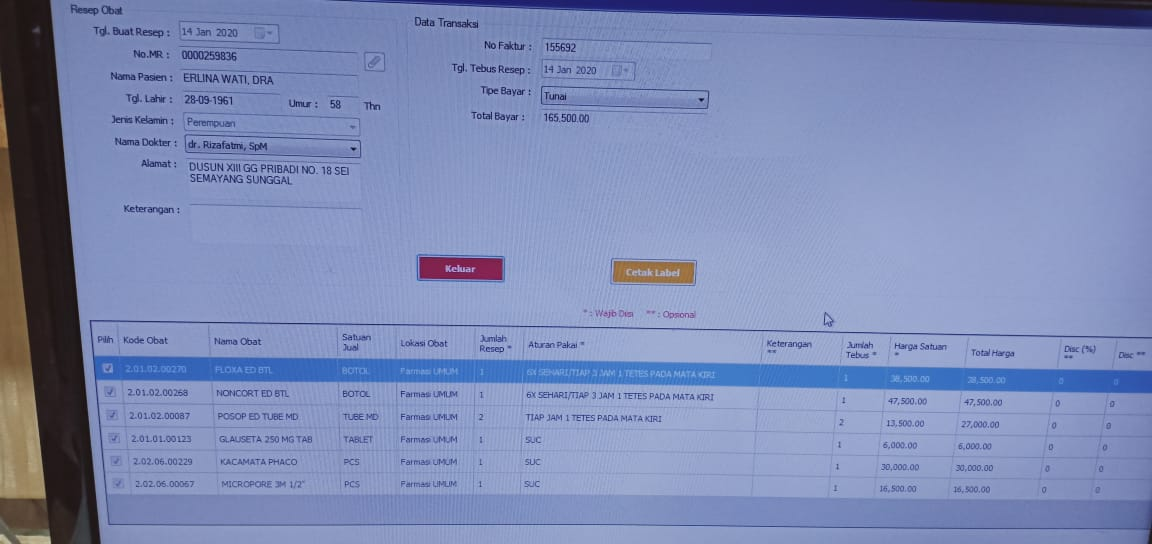 Resep Obat
Tgl. Buat Resep : 14 Jan 2020
No.MR : 0000259836
Nama Pasien : ERLINA WATI, DRA
Tgl. Lahir : 28-09-1961 Umur : 58 Thn
Jenis Kelamin : Perempuan
Nama Dokter : dr. Rizafatmi, SpM
Alamat : DUSUN XIII GG PRIBADI NO. 18 SEI
SEMAYANG SUNGGAL
Keterangan :
Data Transaksi
No Faktur : 155692
Tgl. Tebus Resep : 14 Jan 2020
Tipe Bayar : Tunai
Total Bayar : 165,500.00
Keluar
Cetak Label
* : Wajib Diisi ** : Opsional
Pilih Kode Obat Nama Obat Satuan Jual Lokasi Obat Jumlah Resep * Aturan Pakai * Keterangan ** Jumlah Tebus * Harga Satuan * Total Harga Disc (%) ** Disc **
2.01.02.00270 FLOXA ED BTL BOTOL Farmasi UMUM 1 6X SEHARI/TIAP 3 JAM 1 TETES PADA MATA KIRI 1 38,500.00 38,500.00 0 0
2.01.02.00268 NONCORT ED BTL BOTOL Farmasi UMUM 1 6X SEHARI/TIAP 3 JAM 1 TETES PADA MATA KIRI 1 47,500.00 47,500.00 0 0
2.01.02.00087 POSOP ED TUBE MD TUBE MD Farmasi UMUM 2 TIAP JAM 1 TETES PADA MATA KIRI 2 13,500.00 27,000.00 0 0
2.01.01.00123 GLAUSETA 250 MG TAB TABLET Farmasi UMUM 1 SUC 1 6,000.00 6,000.00 0 0
2.02.06.00229 KACAMATA PHACO PCS Farmasi UMUM 1 SUC 1 30,000.00 30,000.00 0 0
2.02.06.00067 MICROPORE 3M 1/2" PCS Farmasi UMUM 1 SUC 1 16,500.00 16,500.00 0 0